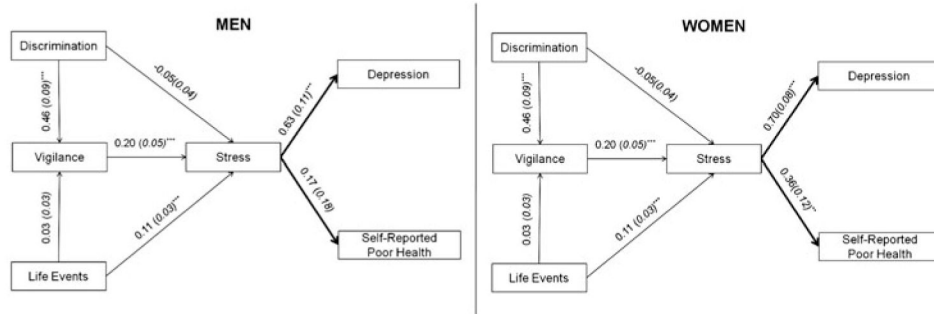 MEN
Discrimination
-0.05(0.04)
0.46 (0.09)***
Depression
0.63 (0.11)***
Vigilance
0.20 (0.05)***
Stress
0.17 (0.18)
0.03 (0.03)
0.11 (0.03)***
Self-Reported
Poor Health
Life Events
WOMEN
Discrimination
-0.05(0.04)
0.46 (0.09)***
Depression
0.70(0.08)***
Vigilance
0.20 (0.05)***
Stress
0.36(0.12)**
0.03 (0.03)
0.11 (0.03)***
Self-Reported
Poor Health
Life Events